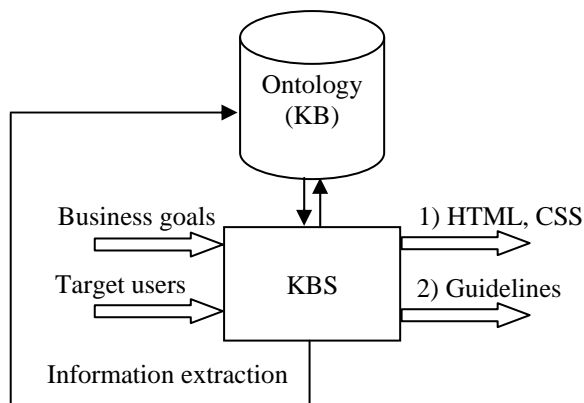 Ontology
(KB)
Business goals
1) HTML, CSS
Target users
KBS
2) Guidelines
Information extraction